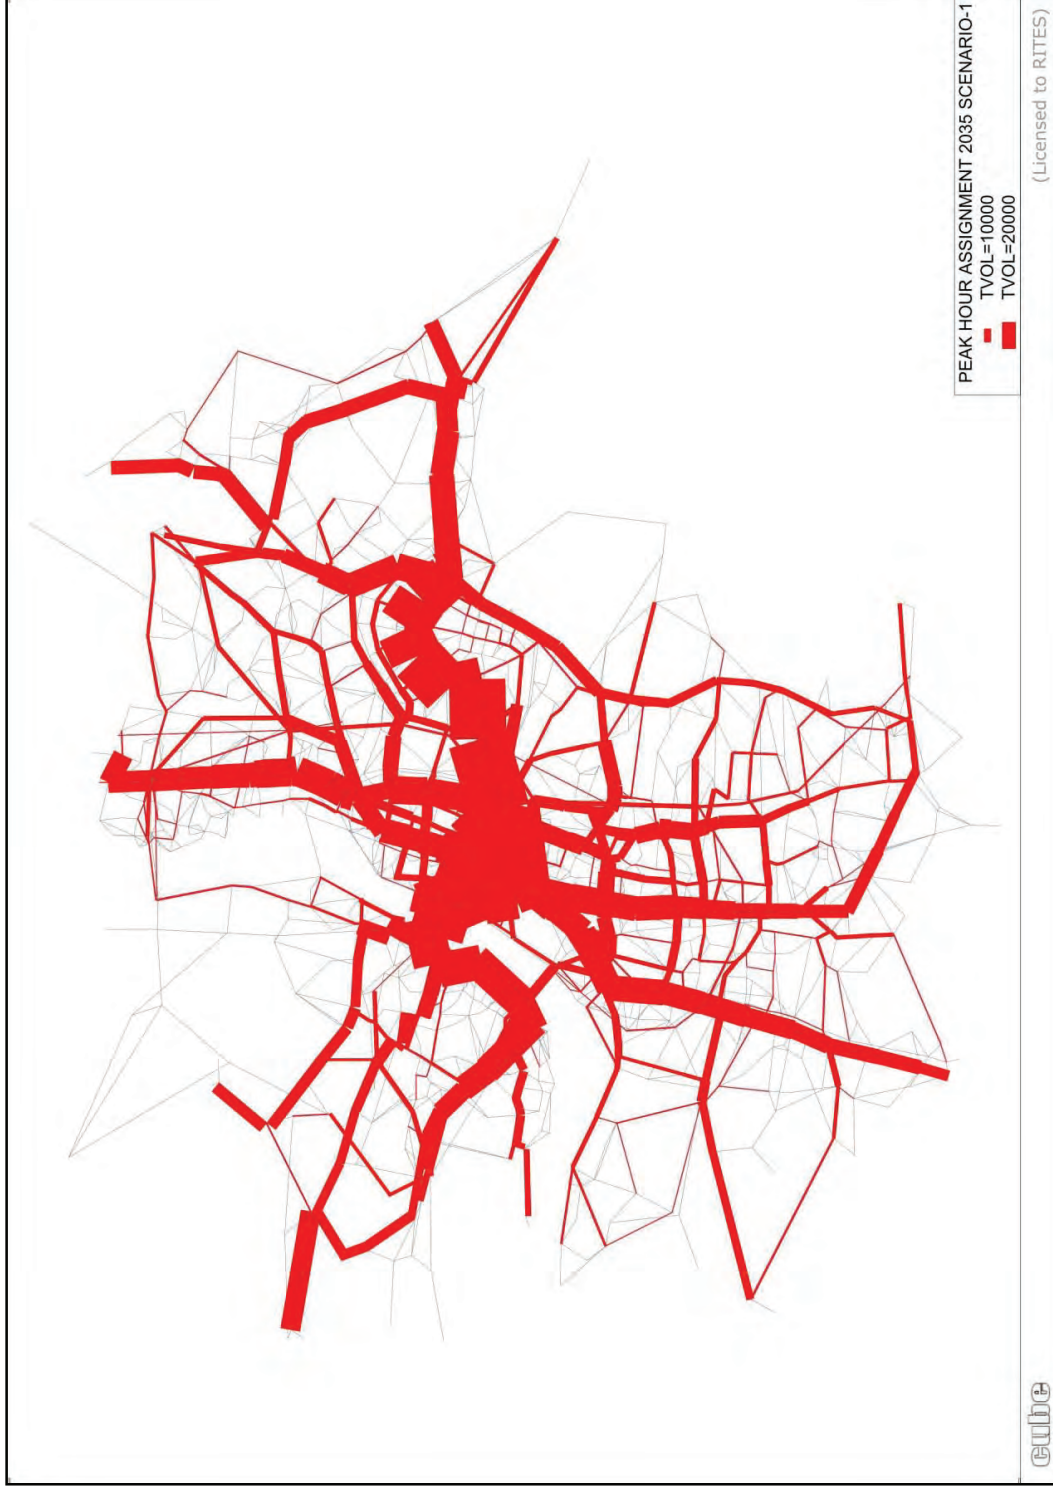 PEAK HOUR ASSIGNMENT 2035 SCENARIO-1
TVOL=10000
TVOL=20000
cube
(Licensed to RITES)